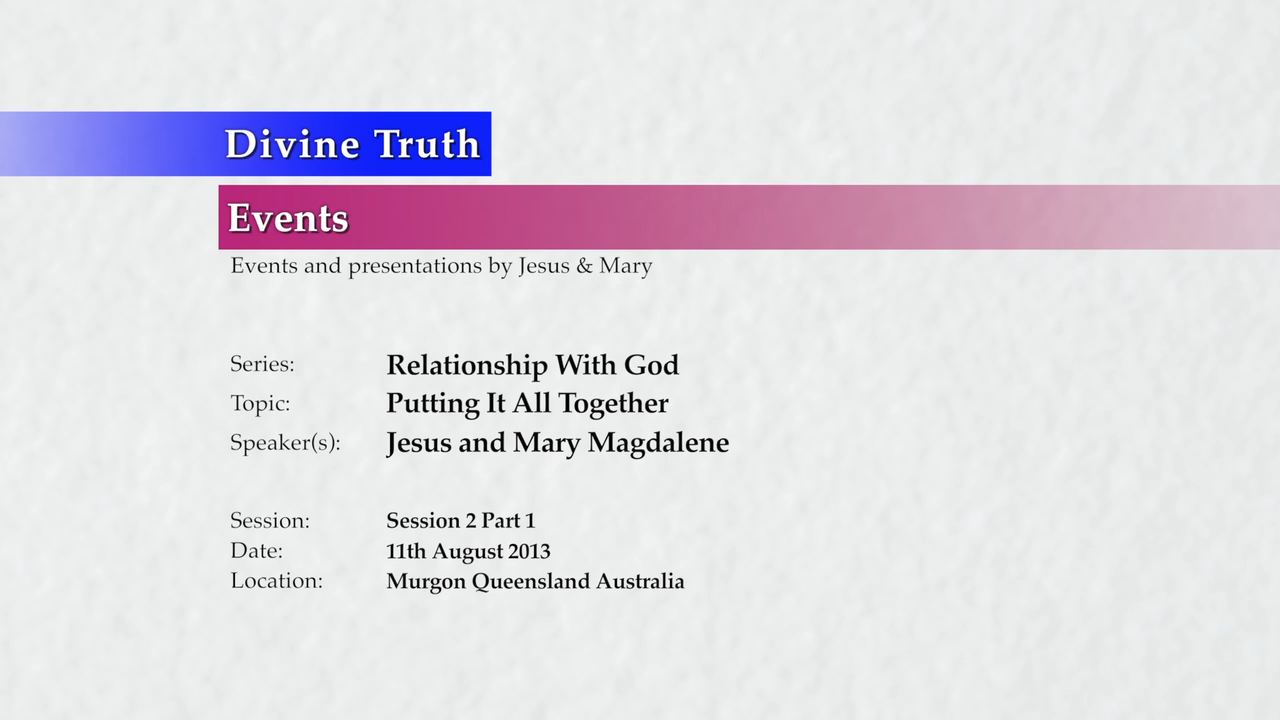 Divine Truth
Events
Events and presentations by Jesus & Mary
Series: Relationship With God
Topic: Putting It All Together
Speaker(s): Jesus and Mary Magdalene
Session: Session 2 Part 1
Date: 11th August 2013
Location: Murgon Queensland Australia